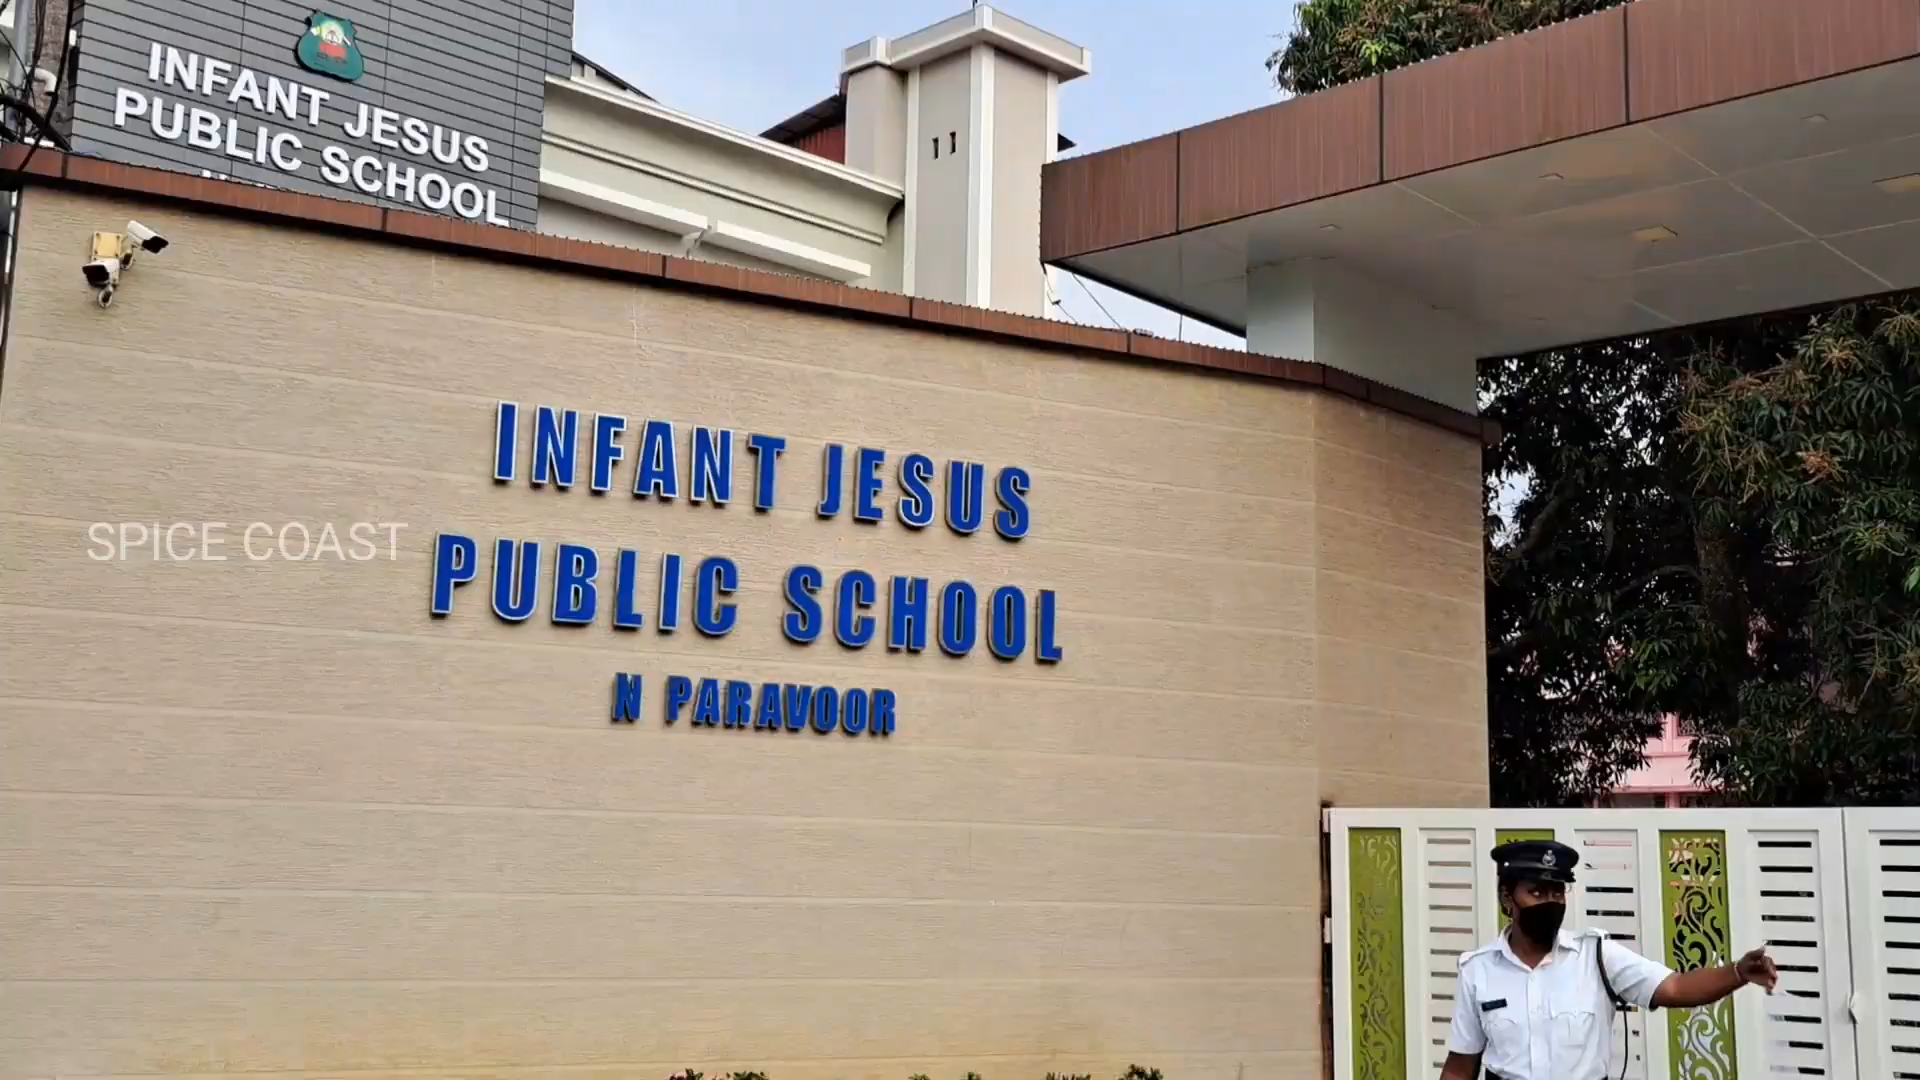 INFANT JESUS
PUBLIC SCHOOL
INFANT JESUS
PUBLIC SCHOOL
N PARAVOOR
SPICE COAST